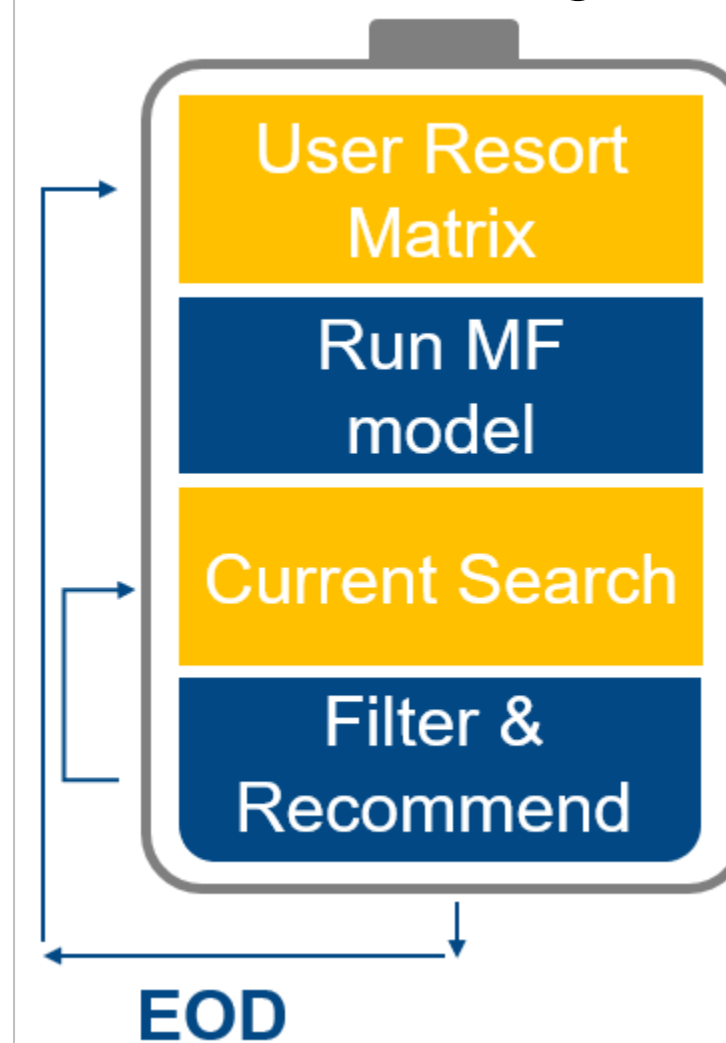 User Resort
Matrix
Run MF
model
Current Search
Filter &
Recommend
EOD